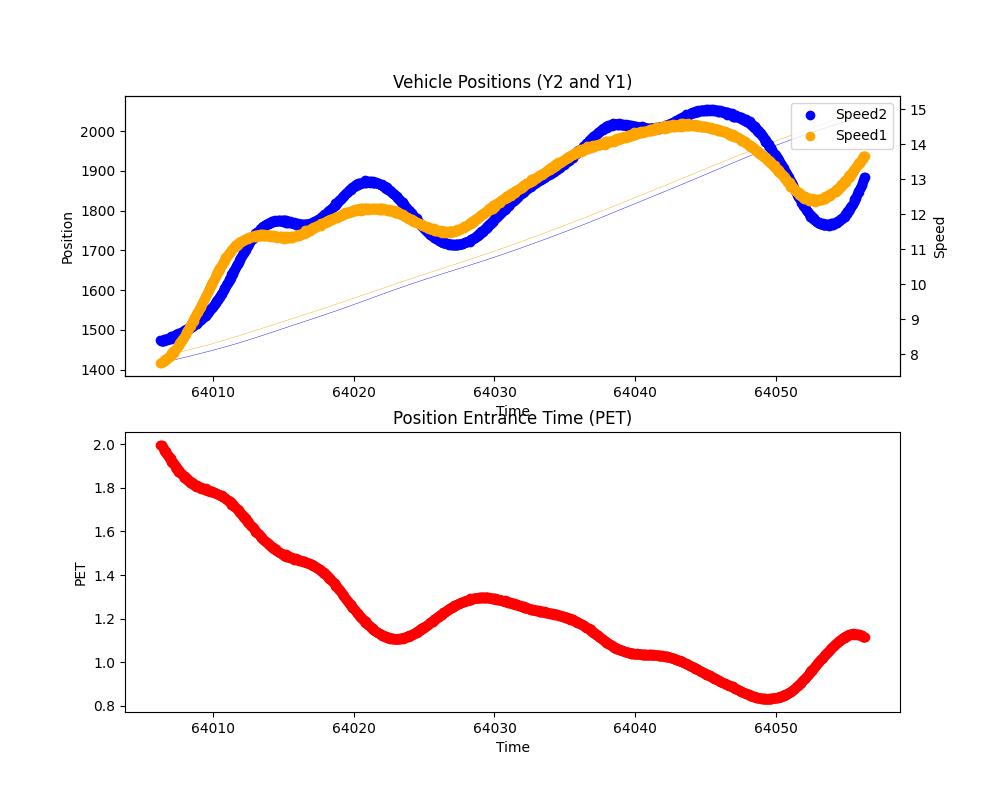 Vehicle Positions (Y2 and Y1)
Position
2000
1900
1800
1700
1600
1500
1400
Speed2
Speed1
15
14
13
12
11
10
9
8
Speed
64010 64020 64030 64040 64050
Time
Position Entrance Time (PET)
PET
2.0
1.8
1.6
1.4
1.2
1.0
0.8
64010 64020 64030 64040 64050
Time